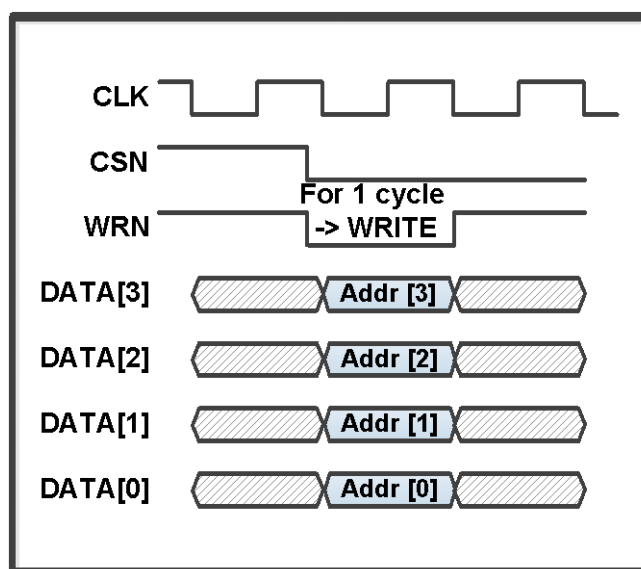 CLK
CSN
For 1 cycle
WRN -> WRITE
DATA[3] Addr [3]
DATA[2] Addr [2]
DATA[1] Addr [1]
DATA[0] Addr [0]